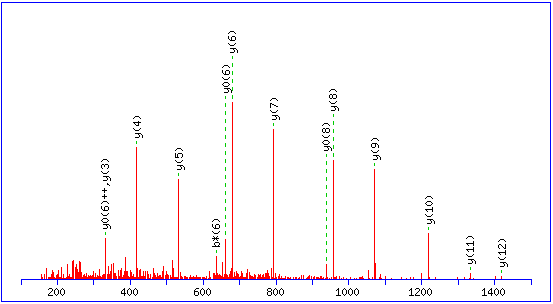 y0(6)++,y(3)
y(4)
y(5)
b*(6)
y0(6)
y(6)
y(7)
y0(8)
y(8)
y(9)
y(10)
y(11)
y(12)
200 400 600 800 1000 1200 1400